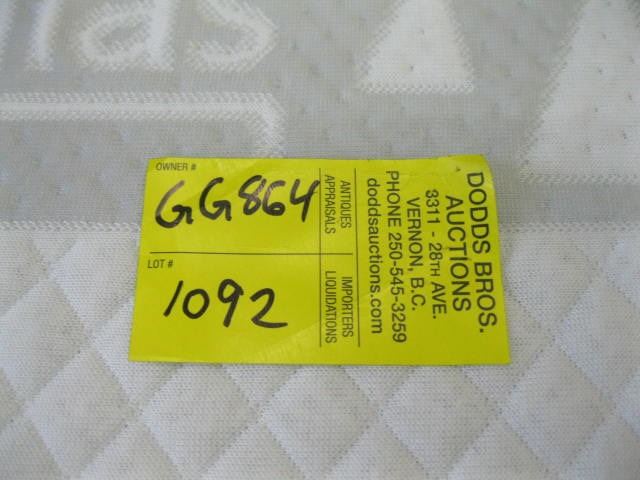 las
OWNER #
GG864
LOT #
1092
ANTIQUES
APPRAISALS
IMPORTERS
LIQUIDATIONS
DODDS BROS.
AUCTIONS
3311 - 28TH AVE.
VERNON, B.C.
PHONE 250-545-3259
doddsauctions.com